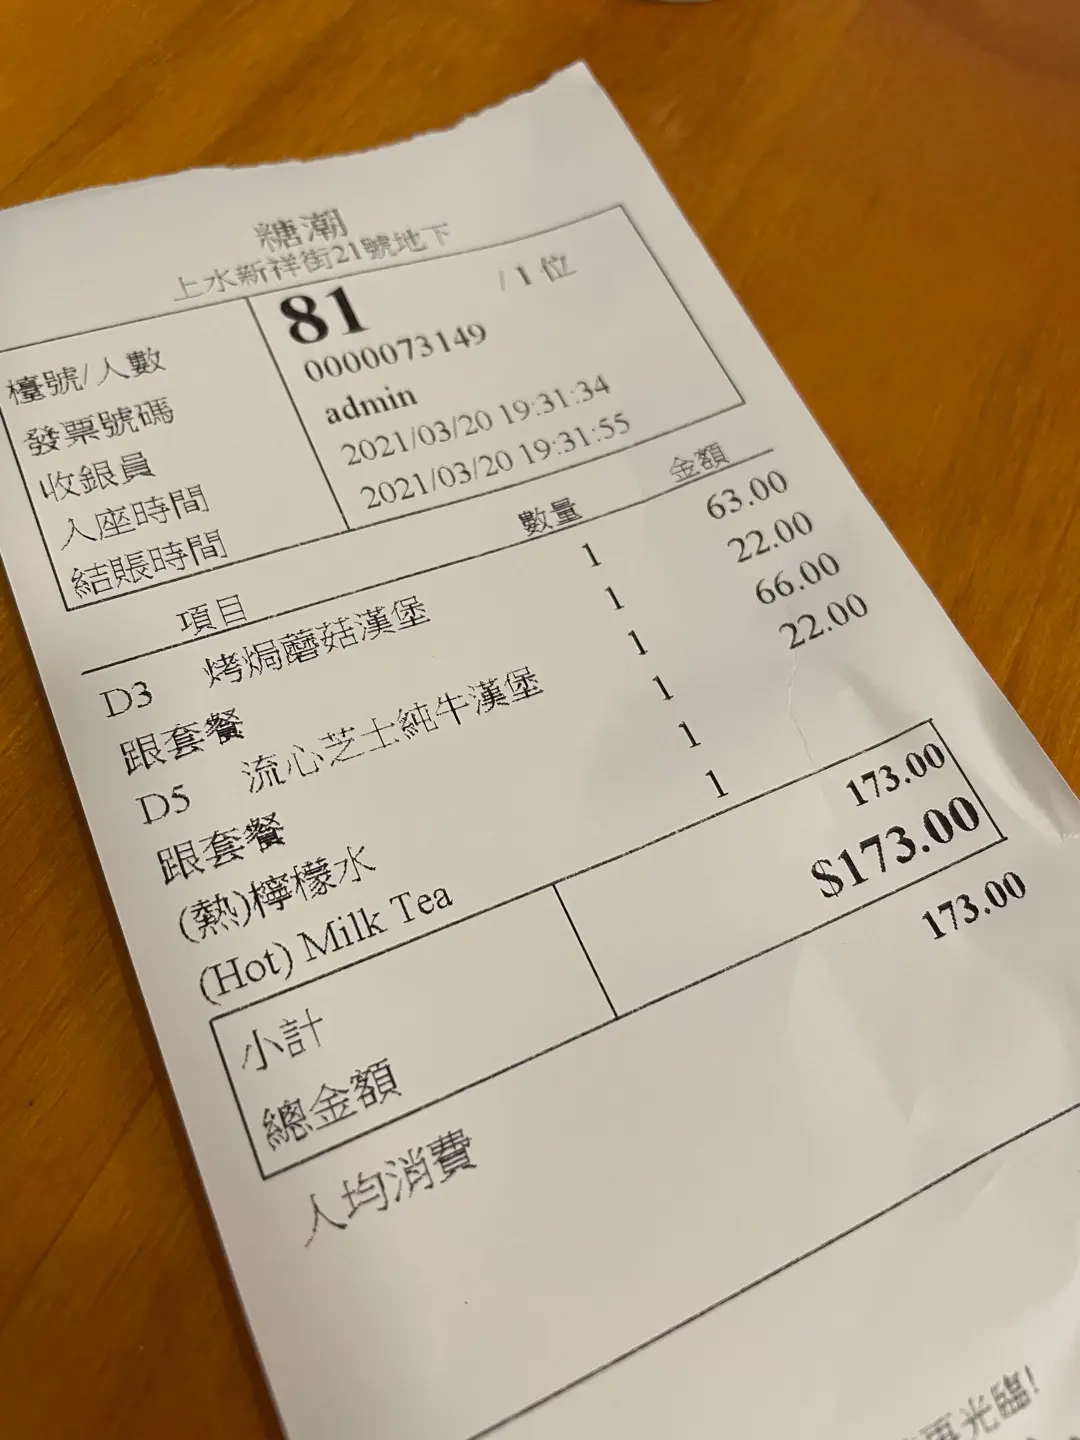 糖潮
上水新祥街21號地下
檯號/人數 81 / 1 位
發票號碼 0000073149
收銀員 admin
入座時間 2021/03/20 19:31:34
結賬時間 2021/03/20 19:31:55
項目 數量 金額
D3 烤焗蘑菇漢堡 1 63.00
跟套餐 1 22.00
D5 流心芝士純牛漢堡 1 66.00
跟套餐 1 22.00
(熱)檸檬水 1
(Hot) Milk Tea 1
小計 173.00
總金額 $173.00
人均消費 173.00
再光臨!